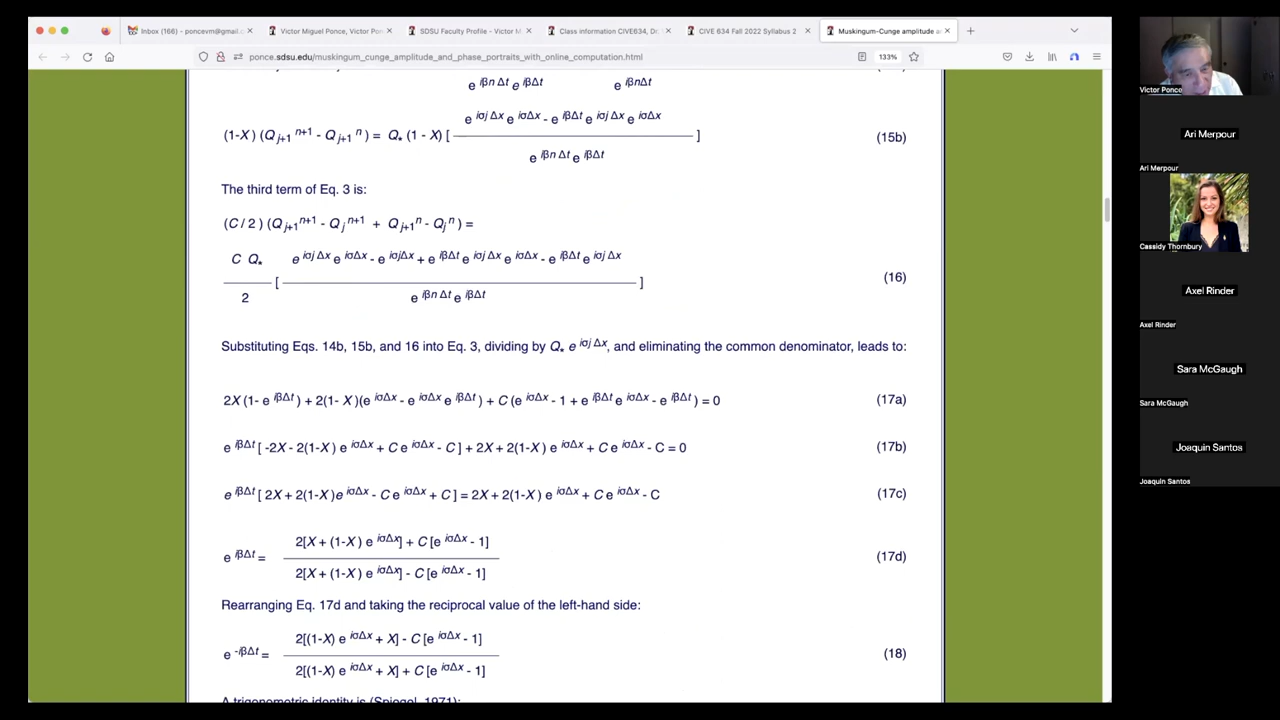 Inbox (166) - poncevm@gmail.c
Victor Miguel Ponce, Victor Pon
SDSU Faculty Profile - Victor M
Class information CIVE634, D
CIVE 634 Fall 2022 Syllabus 2
Muskingum-Cunge amplitude a
ponce.sdsu.edu/muskingum_cunge_amplitude_and_phase_portraits_with_online_computation.html
133%
e iβn Δt e iβΔt e iβn Δt
(1-X ) (Q j+1 n+1 - Q j+1 n ) = Q* (1 - X) [ e iσj Δx e iσΔx - e iβΔt e iσj Δx e iσΔx ] (15b)
e iβn Δt e iβΔt
The third term of Eq. 3 is:
(C / 2 ) (Q j+1 n+1 - Q j n+1 + Q j+1 n - Q j n ) =
C Q* e iσj Δx e iσΔx - e iσjΔx + e iβΔt e iσj Δx e iσΔx - e iβΔt e iσj Δx
[ ] (16)
2 e iβn Δt e iβΔt
Substituting Eqs. 14b, 15b, and 16 into Eq. 3, dividing by Q* e iσj Δx, and eliminating the common denominator, leads to:
2X (1- e iβΔt ) + 2(1- X )(e iσΔx - e iσΔx e iβΔt ) + C (e iσΔx - 1 + e iβΔt e iσΔx - e iβΔt ) = 0 (17a)
e iβΔt [ -2X - 2(1-X ) e iσΔx + C e iσΔx - C ] + 2X + 2(1-X ) e iσΔx + C e iσΔx - C = 0 (17b)
e iβΔt [ 2X + 2(1-X )e iσΔx - C e iσΔx + C ] = 2X + 2(1-X ) e iσΔx + C e iσΔx - C (17c)
2[X + (1-X ) e iσΔx] + C [e iσΔx - 1]
e iβΔt = (17d)
2[X + (1-X ) e iσΔx] - C [e iσΔx - 1]
Rearranging Eq. 17d and taking the reciprocal value of the left-hand side:
2[(1-X) e iσΔx + X] - C [e iσΔx - 1]
e -iβΔt = (18)
2[(1-X) e iσΔx + X] + C [e iσΔx - 1]
A trigonometric identity is (Spiegel, 1971):
Victor Ponce
Ari Merpour
Ari Merpour
Cassidy Thornbury
Axel Rinder
Axel Rinder
Sara McGaugh
Sara McGaugh
Joaquin Santos
Joaquin Santos